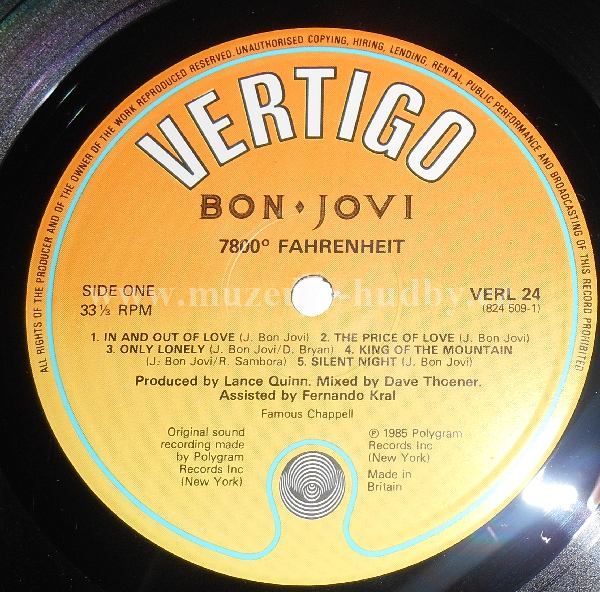 ALL RIGHTS OF THE PRODUCER AND OF THE OWNER OF THE WORK REPRODUCED RESERVED. UNAUTHORISED COPYING, HIRING, LENDING, RENTAL, PUBLIC PERFORMANCE AND BROADCASTING OF THIS RECORD PROHIBITED
VERTIGO
BON • JOVI
7800° FAHRENHEIT
SIDE ONE
33⅓ RPM
VERL 24
(824 509-1)
1. IN AND OUT OF LOVE (J. Bon Jovi) 2. THE PRICE OF LOVE (J. Bon Jovi)
3. ONLY LONELY (J. Bon Jovi/D. Bryan) 4. KING OF THE MOUNTAIN
(J. Bon Jovi/R. Sambora) 5. SILENT NIGHT (J. Bon Jovi)
Produced by Lance Quinn. Mixed by Dave Thoener.
Assisted by Fernando Kral
Famous Chappell
Original sound
recording made
by Polygram
Records Inc
(New York)
℗ 1985 Polygram
Records Inc
(New York)
Made in
Britain